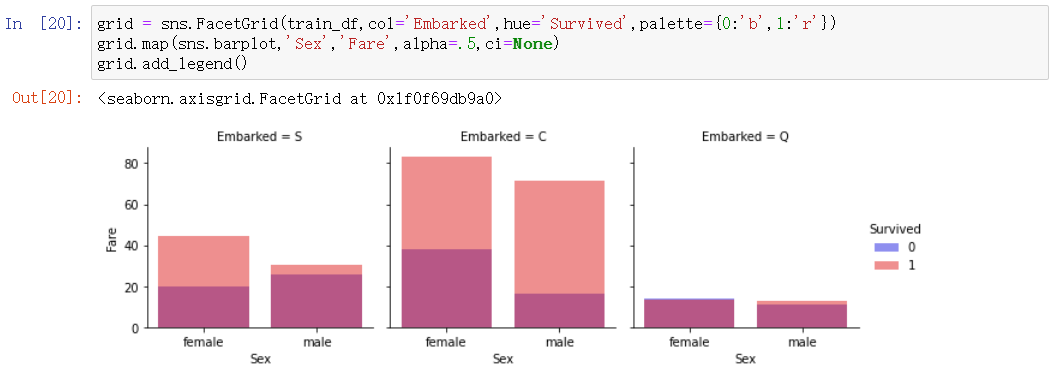 In [20]: grid = sns.FacetGrid(train_df,col='Embarked',hue='Survived',palette={0:'b',1:'r'})
grid.map(sns.barplot,'Sex','Fare',alpha=.5,ci=None)
grid.add_legend()
Out[20]: <seaborn.axisgrid.FacetGrid at 0x1f0f69db9a0>
Embarked = S
Embarked = C
Embarked = Q
80
60
40
20
0
Fare
female male
Sex
female male
Sex
female male
Sex
Survived
0
1